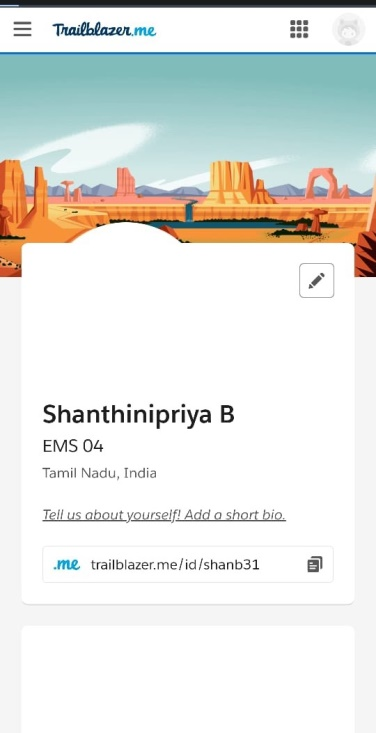 Trailblazer.me
Shanthinipriya B
EMS 04
Tamil Nadu, India
Tell us about yourself! Add a short bio.
.me trailblazer.me/id/shanb31